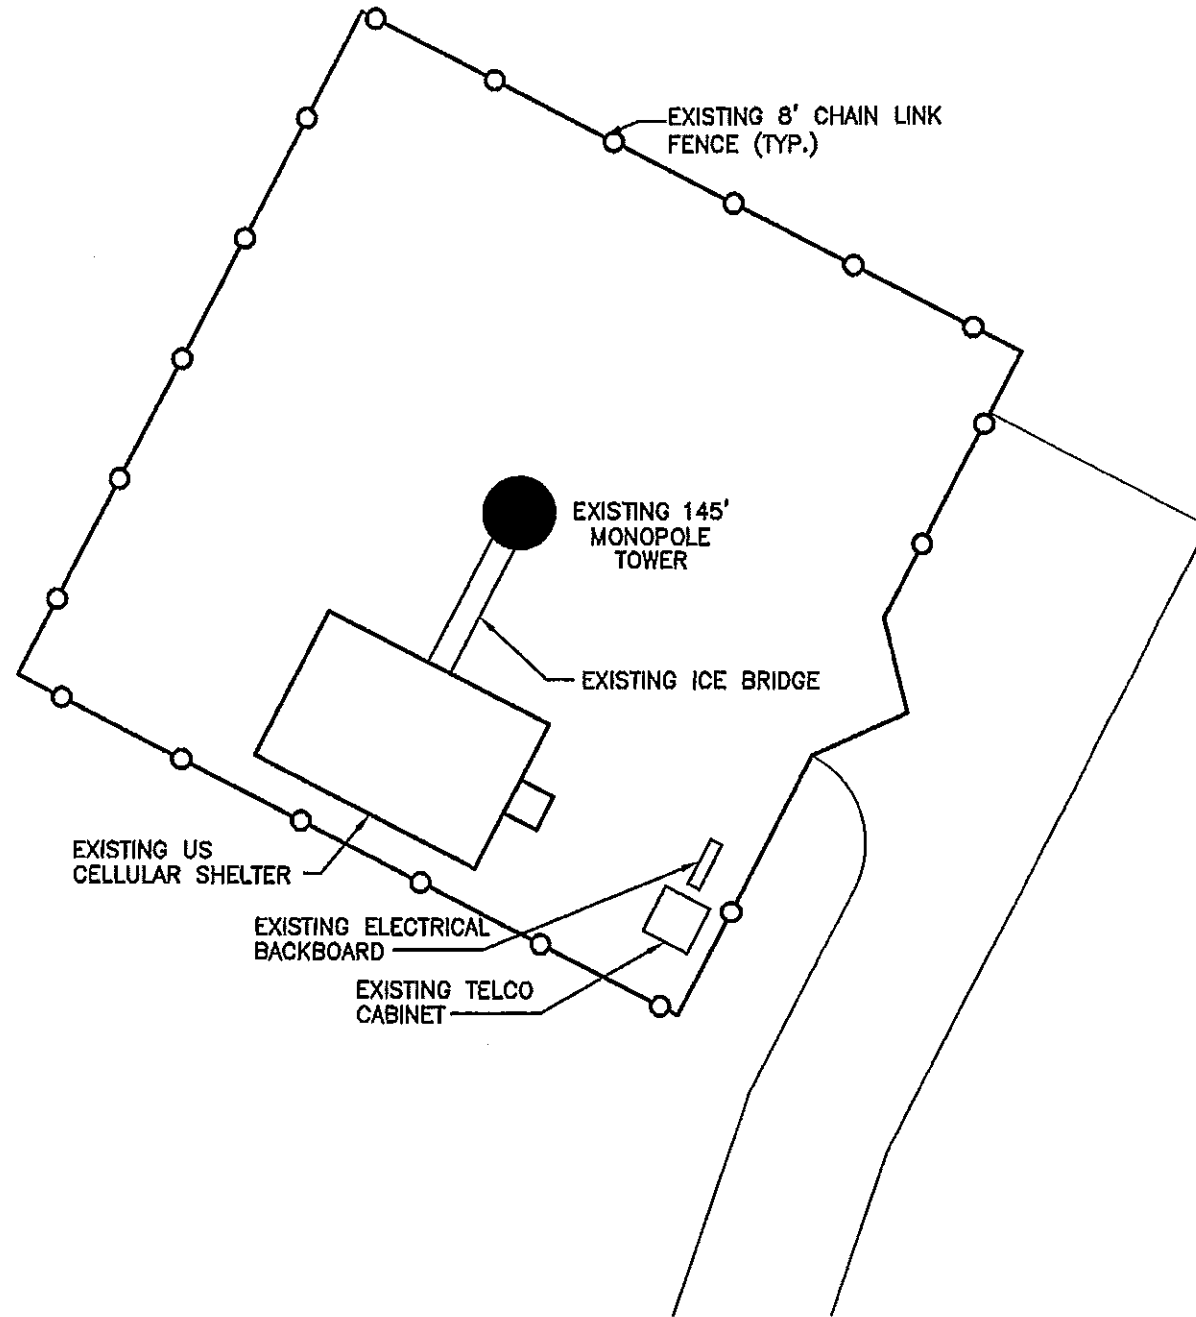 EXISTING 8' CHAIN LINK
FENCE (TYP.)
EXISTING 145'
MONOPOLE
TOWER
EXISTING ICE BRIDGE
EXISTING US
CELLULAR SHELTER
EXISTING ELECTRICAL
BACKBOARD
EXISTING TELCO
CABINET